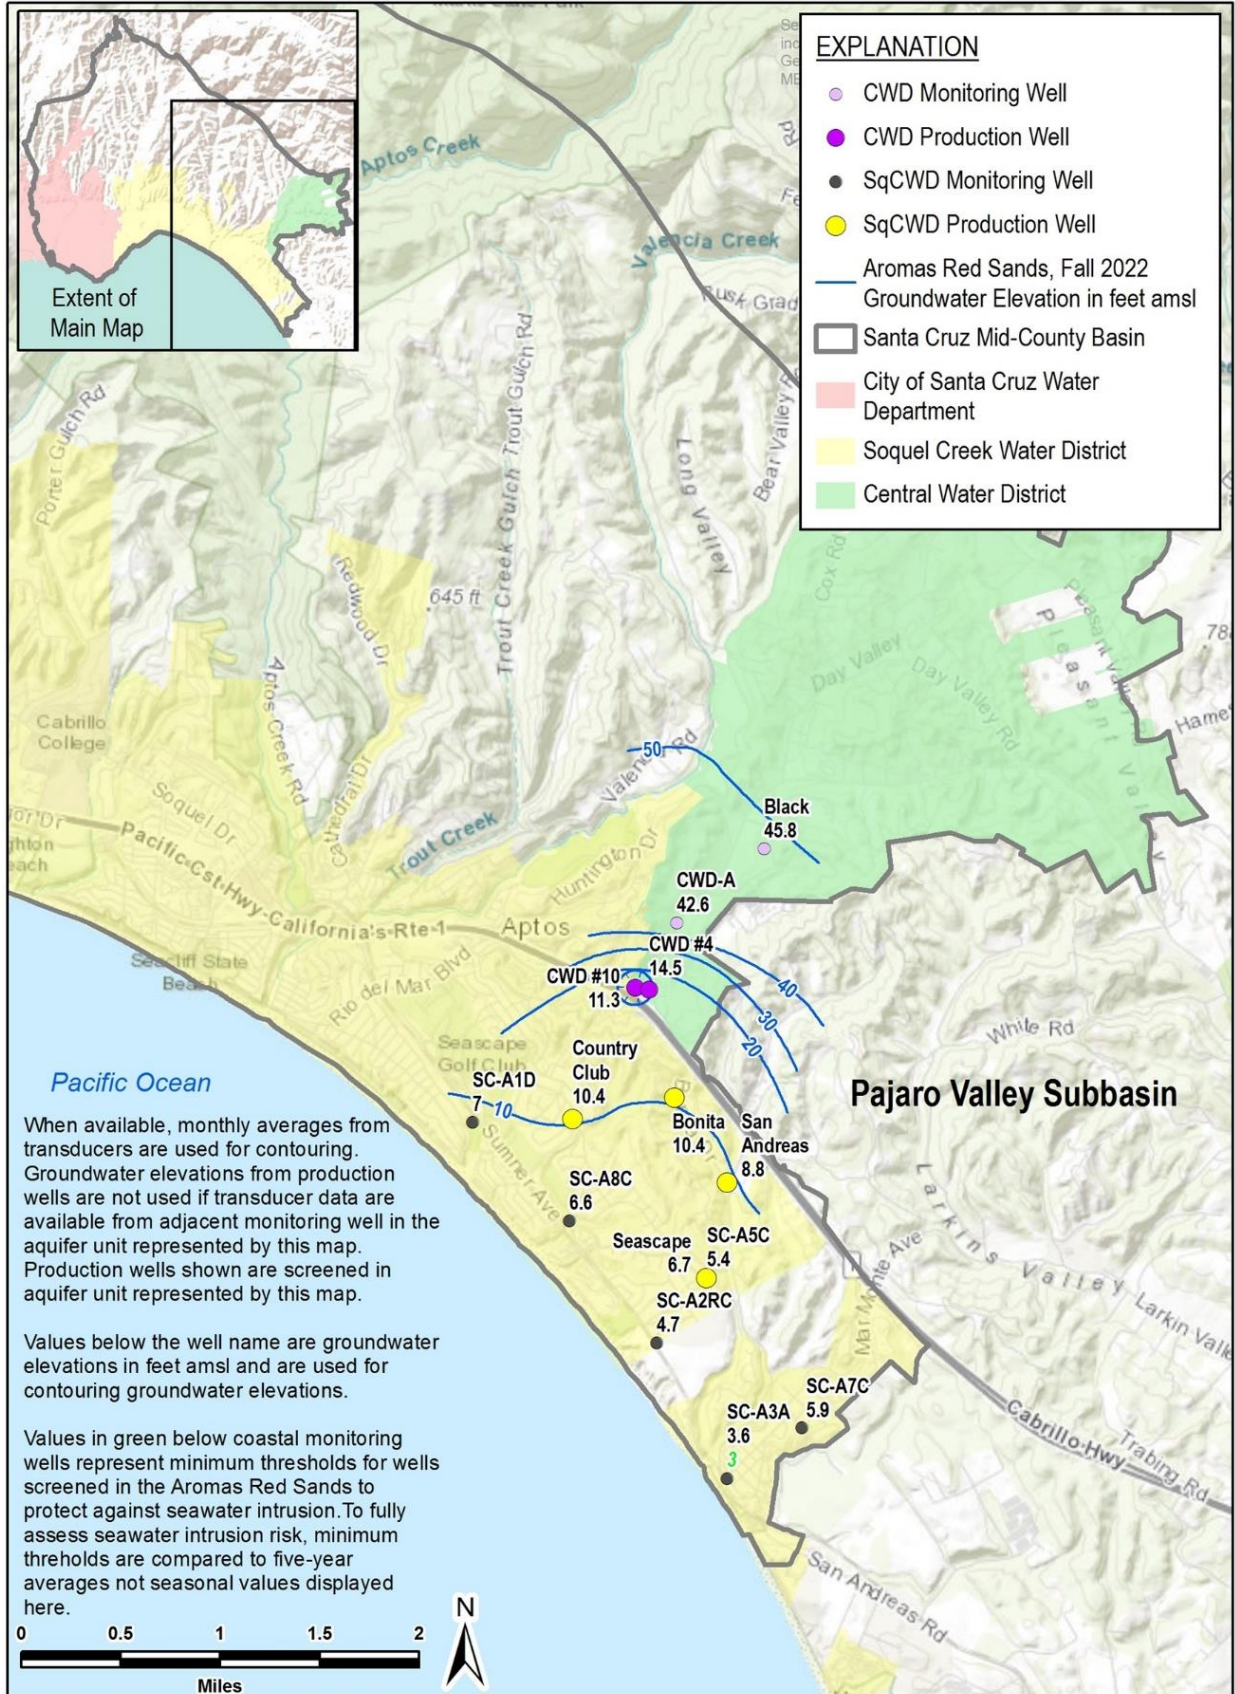 EXPLANATION
CWD Monitoring Well
CWD Production Well
SqCWD Monitoring Well
SqCWD Production Well
Aromas Red Sands, Fall 2022
Groundwater Elevation in feet amsl
Santa Cruz Mid-County Basin
City of Santa Cruz Water
Department
Soquel Creek Water District
Central Water District
Extent of
Main Map
Aptos Creek
Valencia Creek
Porter Gulch Rd
Trout Creek Gulch Trout Gulch Rd
Long Valley
Bear Valley
Cox Rd
Redwood Dr
645 ft
Pleasant Valley
Pleasant Valley
Day Valley
Day Valley Rd
Aptos Creek Rd
Cabrillo
College
Soquel Dr
Cathedral Dr
Valencia Rd
50
Black
45.8
Trout Creek
Huntington Dr
Pacific-Cst-Hwy-California's-Rte-1
CWD-A
42.6
Aptos
Seacliff State
Beach
Rio del Mar Blvd
CWD #4
14.5
CWD #10
11.3
40
30
20
White Rd
Seascape
Golf Club
Country
Club
10.4
SC-A1D
7
10
Pacific Ocean
Pajaro Valley Subbasin
Bonita
10.4
San
Andreas
8.8
Sumner Ave
SC-A8C
6.6
Larkins Valley
Larkin Valle
Mar Monte Ave
Seascape
6.7
SC-A5C
5.4
SC-A2RC
4.7
SC-A7C
5.9
SC-A3A
3.6
3
Cabrillo Hwy
Trabing Rd
San Andreas Rd
When available, monthly averages from
transducers are used for contouring.
Groundwater elevations from production
wells are not used if transducer data are
available from adjacent monitoring well in the
aquifer unit represented by this map.
Production wells shown are screened in
aquifer unit represented by this map.
Values below the well name are groundwater
elevations in feet amsl and are used for
contouring groundwater elevations.
Values in green below coastal monitoring
wells represent minimum thresholds for wells
screened in the Aromas Red Sands to
protect against seawater intrusion.To fully
assess seawater intrusion risk, minimum
threholds are compared to five-year
averages not seasonal values displayed
here.
0 0.5 1 1.5 2
Miles
N